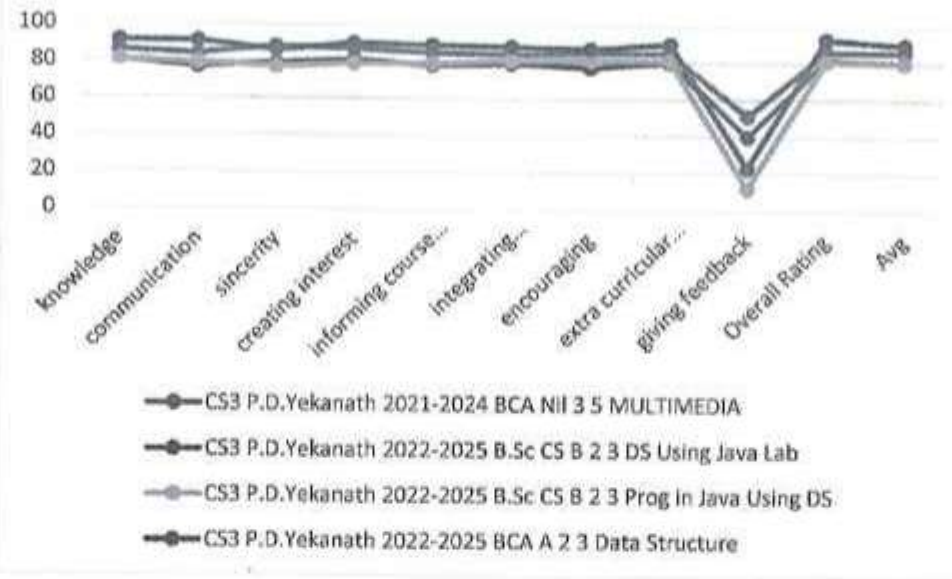 100
80
60
40
20
0
knowledge
communication
sincerity
creating interest
informing course...
integrating...
encouraging
extra curricular...
giving feedback
Overall Rating
Avg
CS3 P.D.Yekanath 2021-2024 BCA Nil 3 5 MULTIMEDIA
CS3 P.D.Yekanath 2022-2025 B.Sc CS B 2 3 DS Using Java Lab
CS3 P.D.Yekanath 2022-2025 B.Sc CS B 2 3 Prog in Java Using DS
CS3 P.D.Yekanath 2022-2025 BCA A 2 3 Data Structure